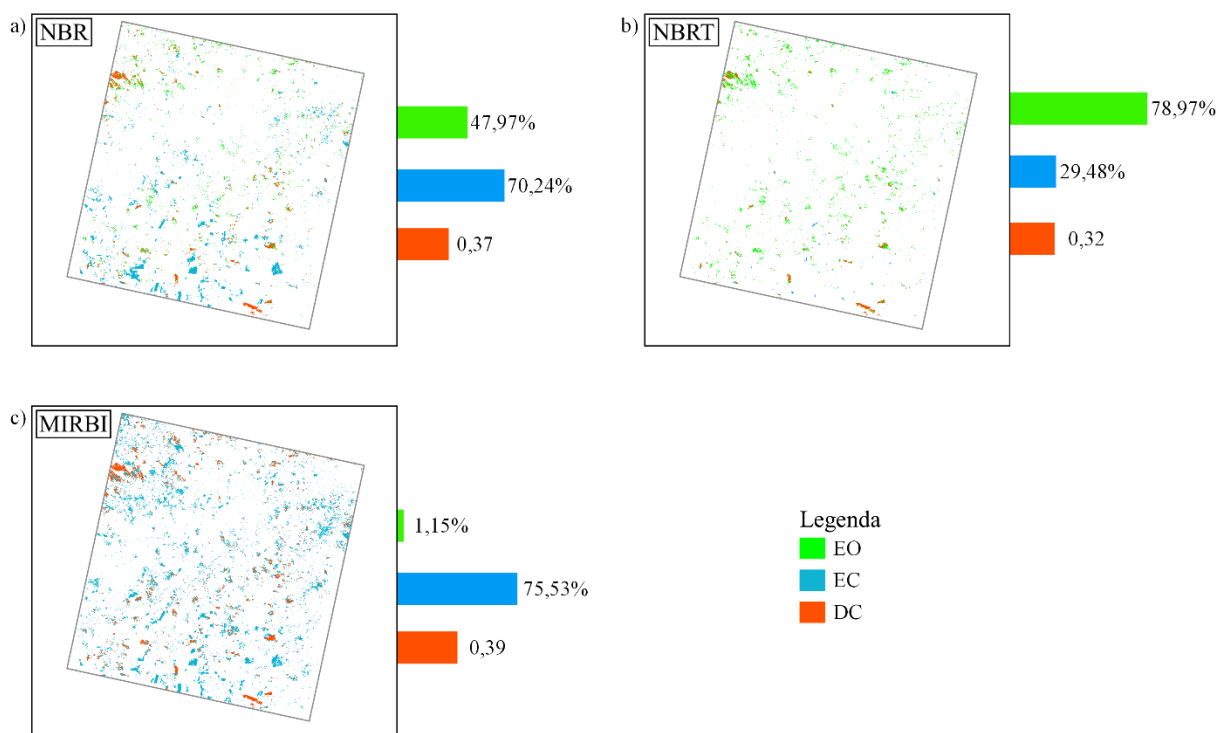 a)
NBR
47,97%
70,24%
0,37
b)
NBRT
78,97%
29,48%
0,32
c)
MIRBI
1,15%
75,53%
0,39
Legenda
EO
EC
DC